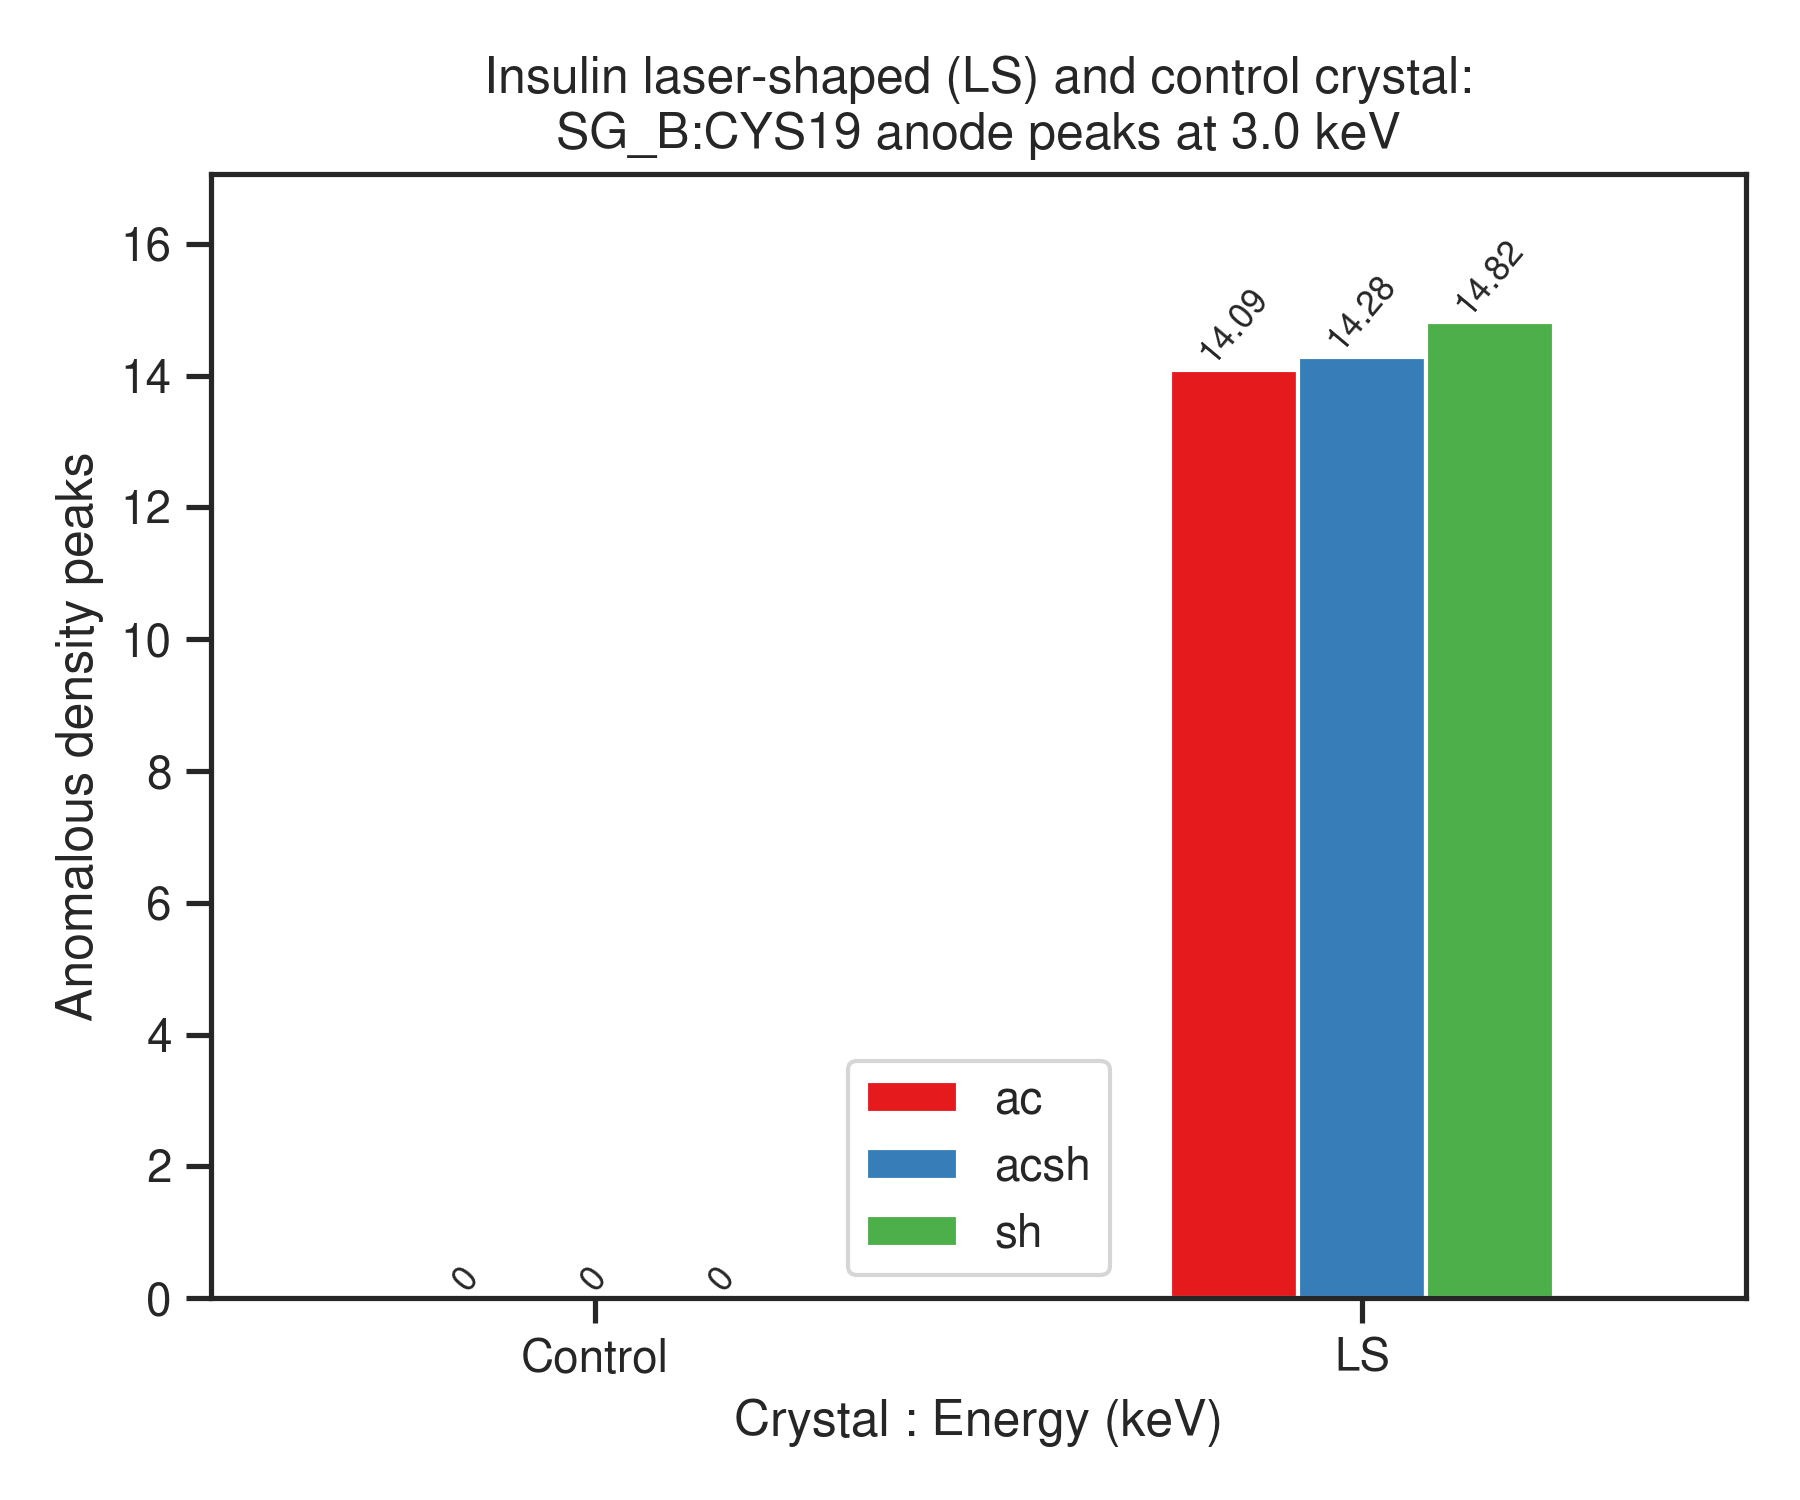 Insulin laser-shaped (LS) and control crystal:
SG_B:CYS19 anode peaks at 3.0 keV
Anomalous density peaks
16
14
12
10
8
6
4
2
0
0
0
0
14.09
14.28
14.82
ac
acsh
sh
Control
LS
Crystal : Energy (keV)